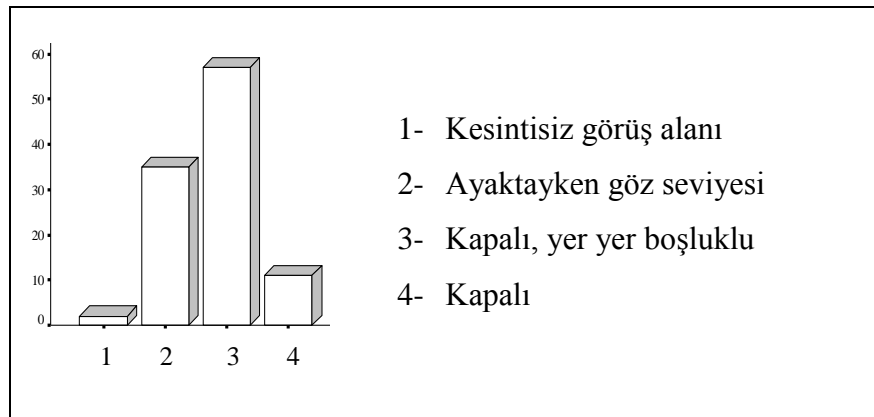 60
50
40
30
20
10
0
1 2 3 4
1- Kesintisiz görüş alanı
2- Ayaktayken göz seviyesi
3- Kapalı, yer yer boşluklu
4- Kapalı